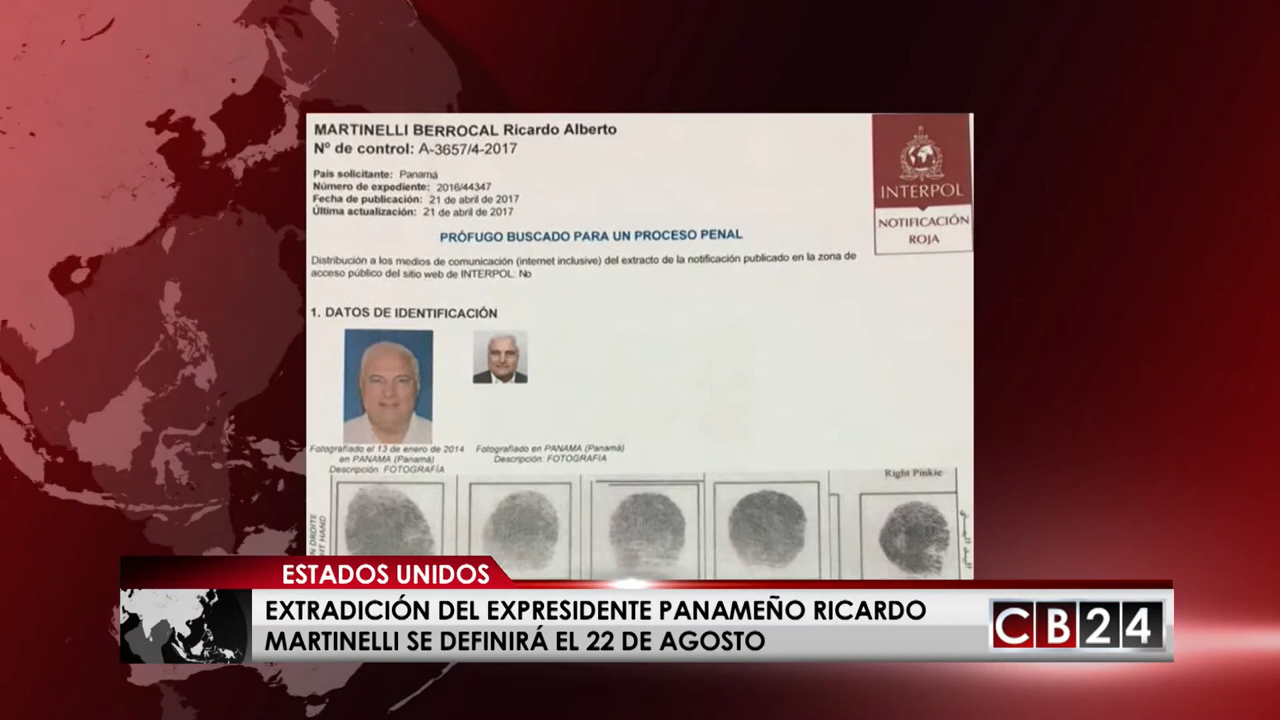 MARTINELLI BERROCAL Ricardo Alberto
Nº de control: A-3657/4-2017
País solicitante: Panamá
Número de expediente: 2016/44347
Fecha de publicación: 21 de abril de 2017
Última actualización: 21 de abril de 2017
INTERPOL
NOTIFICACIÓN
ROJA
PRÓFUGO BUSCADO PARA UN PROCESO PENAL
Distribución a los medios de comunicación (internet inclusive) del extracto de la notificación publicado en la zona de
acceso público del sitio web de INTERPOL: No
1. DATOS DE IDENTIFICACIÓN
Fotografiado el 13 de enero de 2014
en PANAMA (Panamá)
Descripción: FOTOGRAFÍA
Fotografiado en PANAMA (Panamá)
Descripción: FOTOGRAFÍA
Right Pinkie
DROITE
HAND
ESTADOS UNIDOS
EXTRADICIÓN DEL EXPRESIDENTE PANAMEÑO RICARDO
MARTINELLI SE DEFINIRÁ EL 22 DE AGOSTO
CB24